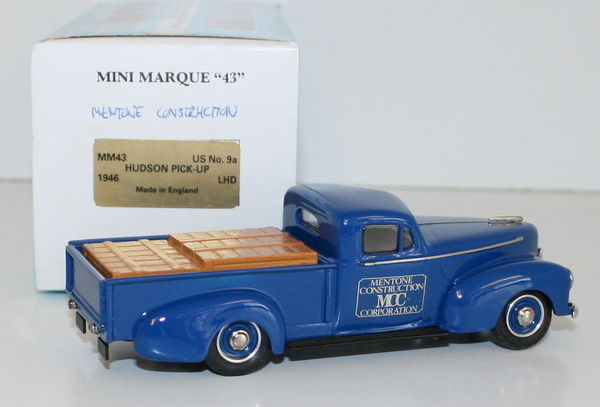 MINI MARQUE "43"
MENTONE CONSTRUCTION
MM43 US No. 9a
HUDSON PICK-UP
1946 LHD
Made in England
MENTONE
CONSTRUCTION
MCC
CORPORATION